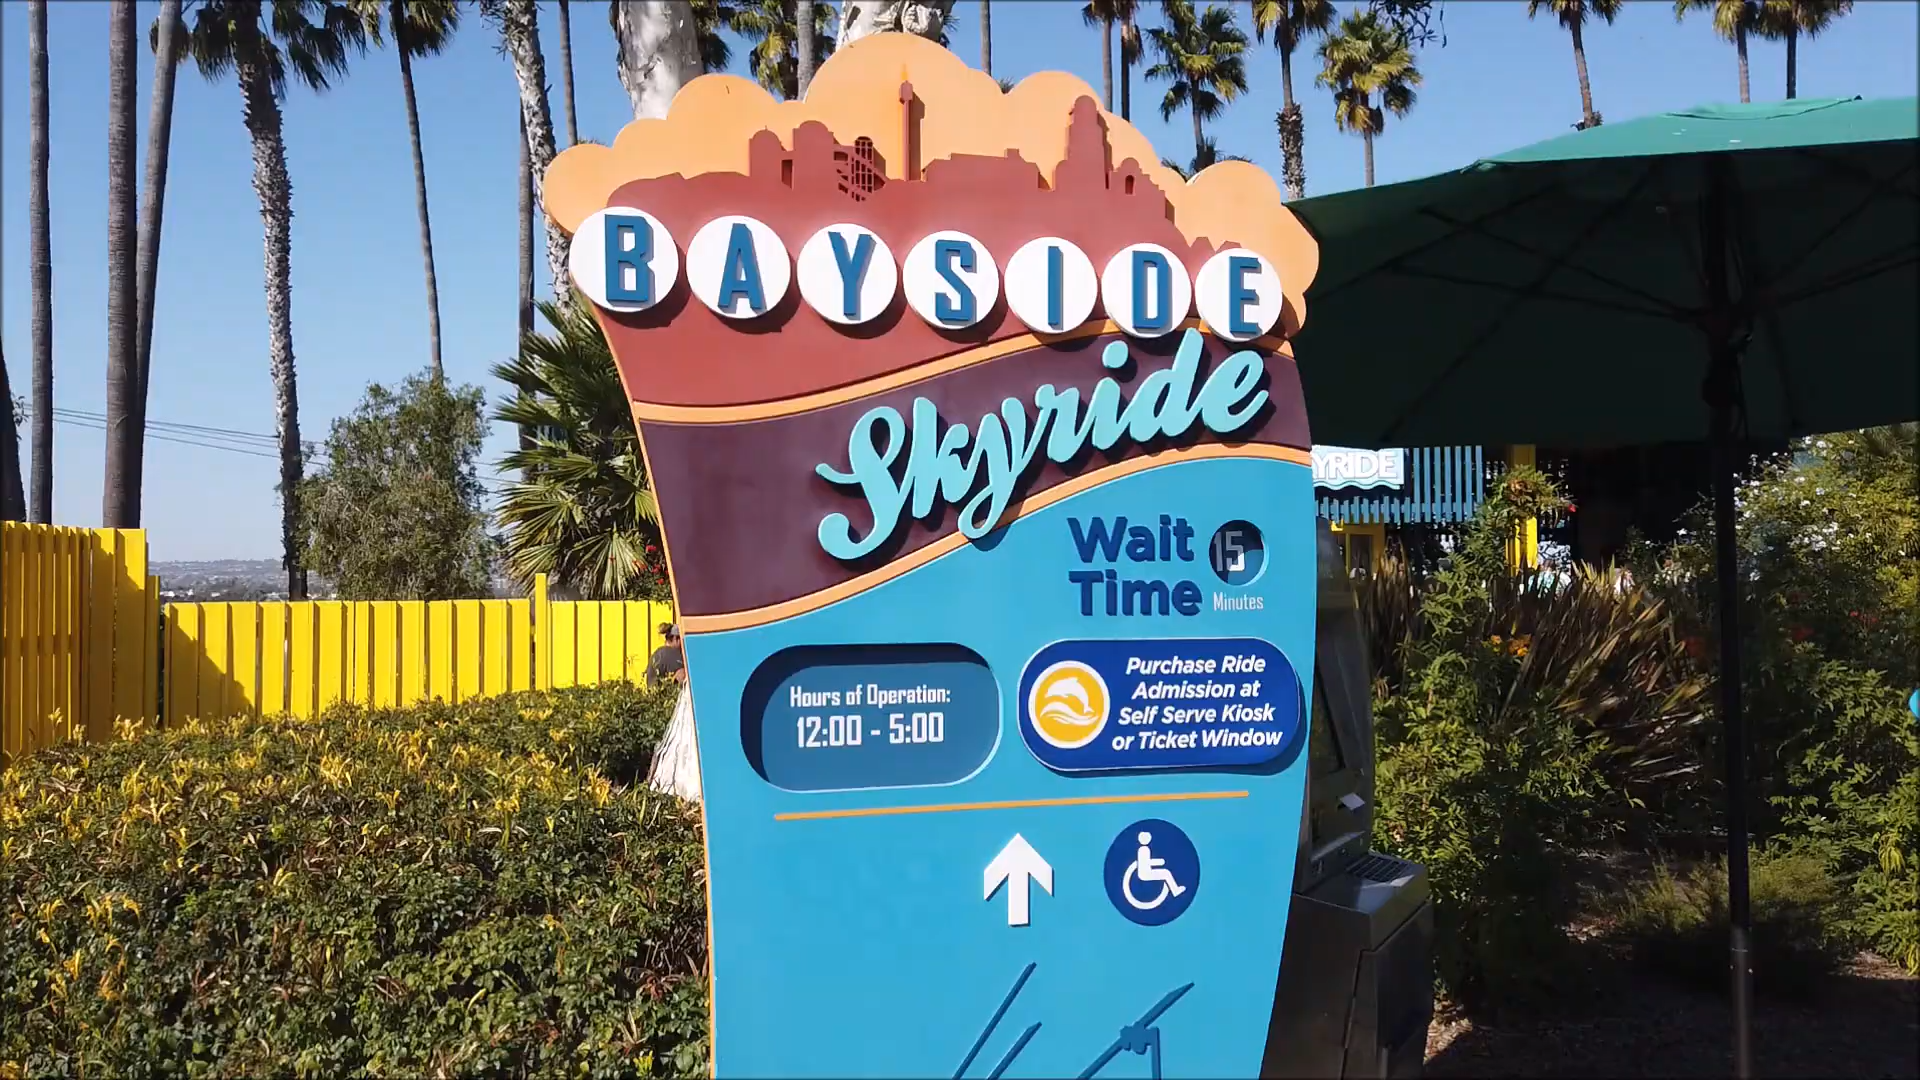 BAYSIDE
Skyride
YRIDE
Wait
Time
15
Minutes
Hours of Operation:
12:00 - 5:00
Purchase Ride
Admission at
Self Serve Kiosk
or Ticket Window